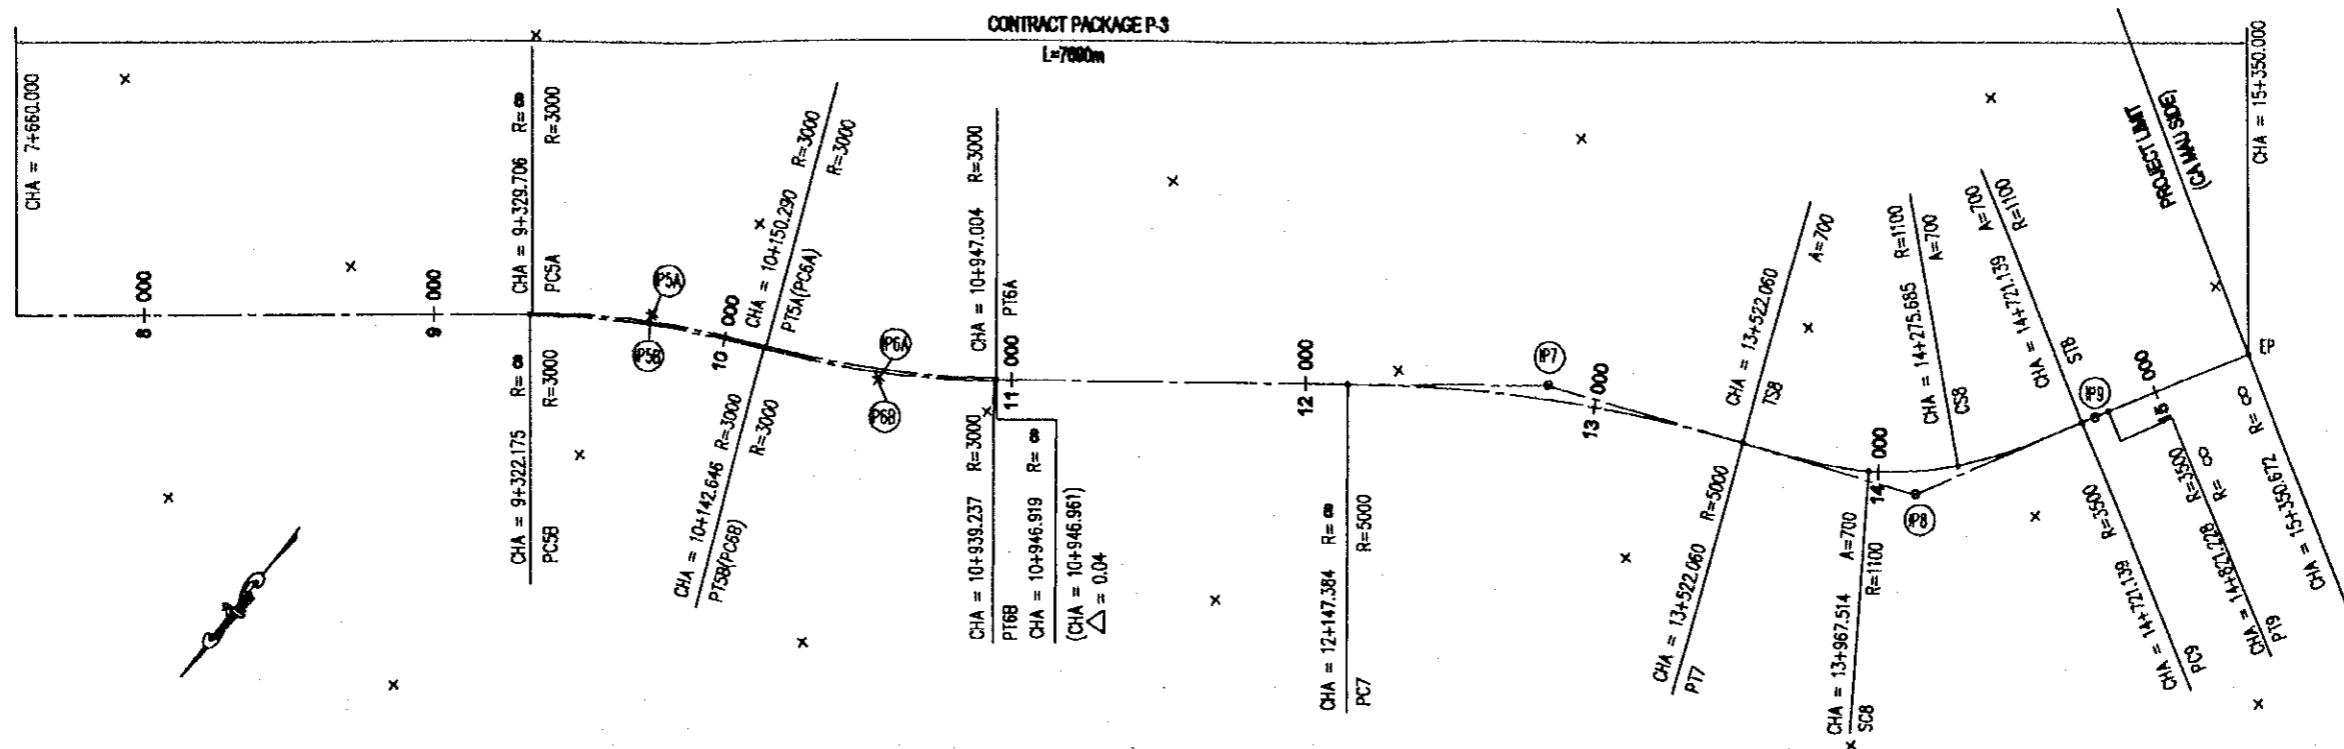 CONTRACT PACKAGE P-3
L=7690m
CHA = 7+660.000
8 000
9 000
CHA = 9+329.706 R= ∞
PC5A R=3000
CHA = 9+322.175 R= ∞
PC5B R=3000
IP5A
IP5B
10 000
CHA = 10+150.290 R=3000
PT5A(PC6A) R=3000
CHA = 10+142.646 R=3000
PT5B(PC6B) R=3000
IP6A
IP6B
CHA = 10+947.004 R=3000
PT6A
11 000
CHA = 10+939.237 R=3000
PT6B
CHA = 10+946.919 R= ∞
(CHA = 10+946.961)
△ = 0.04
12 000
CHA = 12+147.384 R= ∞
PC7 R=5000
IP7
13 000
CHA = 13+522.060
TS8 A=700
CHA = 13+522.060 R=5000
PT7
CHA = 13+967.514 A=700
SC8 R=1100
14 000
IP8
CHA = 14+275.685 R=1100
CS8 A=700
CHA = 14+721.139 A=700
ST8 R=1100
IP9
CHA = 14+721.139 R=3500
PC9
15 000
CHA = 14+821.228 R=3500
PT9 R= ∞
CHA = 15+350.672 R= ∞
EP
PROJECT LIMIT
(CA MAU SIDE)
CHA = 15+350.000